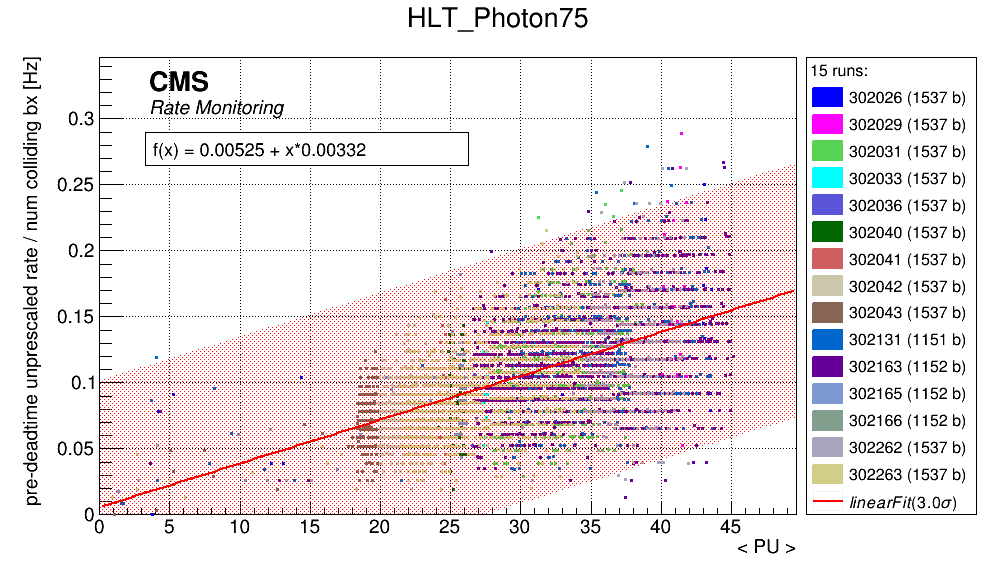 HLT_Photon75
pre-deadtime unprescaled rate / num colliding bx [Hz]
CMS
Rate Monitoring
f(x) = 0.00525 + x*0.00332
0.3
0.25
0.2
0.15
0.1
0.05
0
0 5 10 15 20 25 30 35 40 45
< PU >
15 runs:
302026 (1537 b)
302029 (1537 b)
302031 (1537 b)
302033 (1537 b)
302036 (1537 b)
302040 (1537 b)
302041 (1537 b)
302042 (1537 b)
302043 (1537 b)
302131 (1151 b)
302163 (1152 b)
302165 (1152 b)
302166 (1152 b)
302262 (1537 b)
302263 (1537 b)
linearFit(3.0σ)